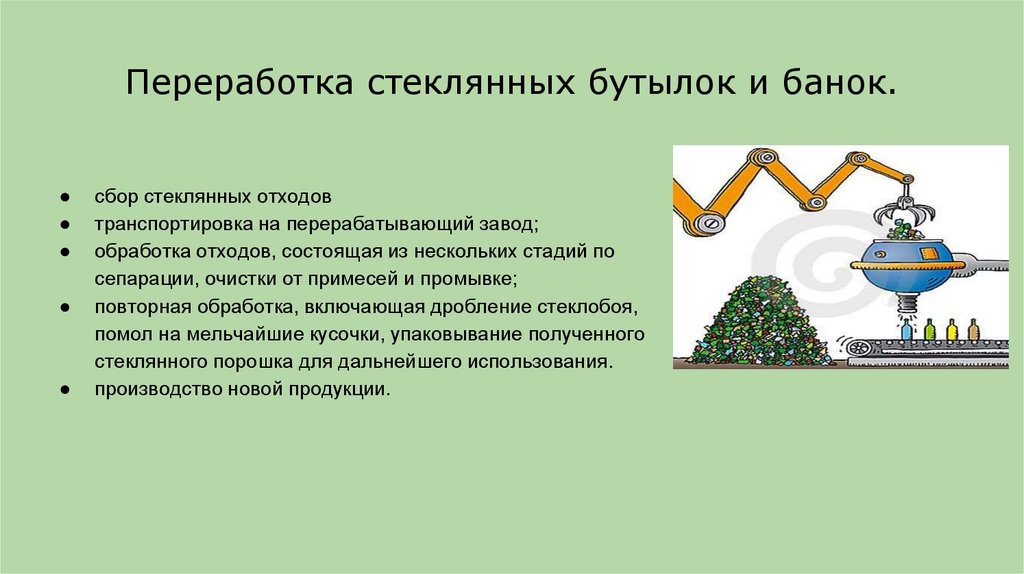 Переработка стеклянных бутылок и банок.
● сбор стеклянных отходов
● транспортировка на перерабатывающий завод;
● обработка отходов, состоящая из нескольких стадий по
сепарации, очистки от примесей и промывке;
● повторная обработка, включающая дробление стеклобоя,
помол на мельчайшие кусочки, упаковывание полученного
стеклянного порошка для дальнейшего использования.
● производство новой продукции.